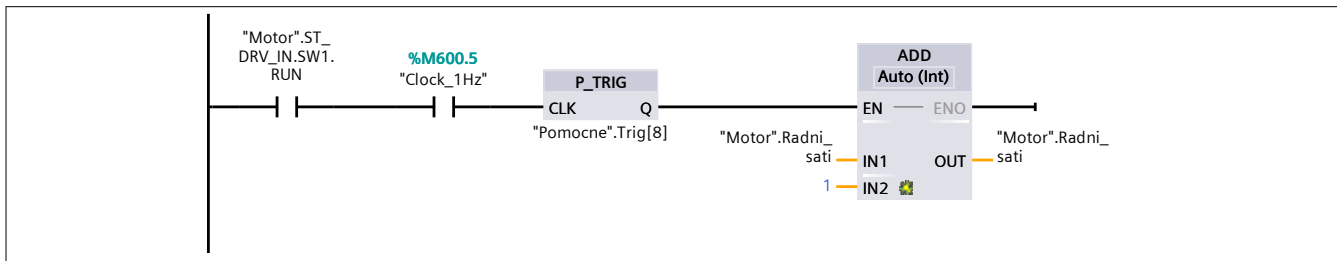 "Motor".ST_
DRV_IN.SW1.
RUN
%M600.5
"Clock_1Hz"
P_TRIG
CLK Q
"Pomocne".Trig[8]
ADD
Auto (Int)
EN ENO
"Motor".Radni_
sati
IN1 OUT
"Motor".Radni_
sati
1
IN2